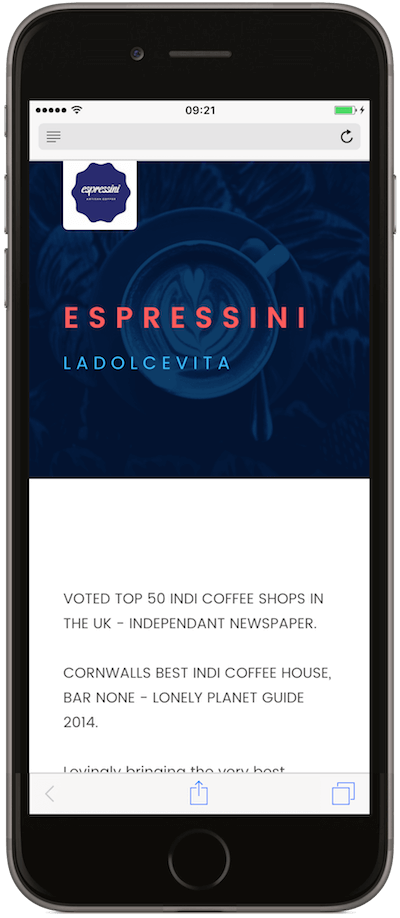 09:21
espressini
ARTISAN COFFEE
ESPRESSINI
LADOLCEVITA
VOTED TOP 50 INDI COFFEE SHOPS IN
THE UK - INDEPENDANT NEWSPAPER.
CORNWALLS BEST INDI COFFEE HOUSE,
BAR NONE - LONELY PLANET GUIDE
2014.
Lovingly bringing the very best